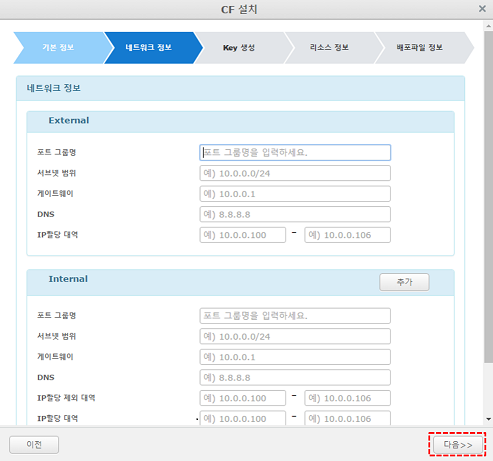 CF 설치
기본 정보
네트워크 정보
Key 생성
리소스 정보
배포파일 정보
네트워크 정보
External
포트 그룹명 포트 그룹명을 입력하세요.
서브넷 범위 예) 10.0.0.0/24
게이트웨이 예) 10.0.0.1
DNS 예) 8.8.8.8
IP할당 대역 예) 10.0.0.100 - 예) 10.0.0.106
Internal 추가
포트 그룹명 포트 그룹명을 입력하세요.
서브넷 범위 예) 10.0.0.0/24
게이트웨이 예) 10.0.0.1
DNS 예) 8.8.8.8
IP할당 제외 대역 예) 10.0.0.100 - 예) 10.0.0.106
IP할당 대역 예) 10.0.0.100 - 예) 10.0.0.106
이전 다음>>